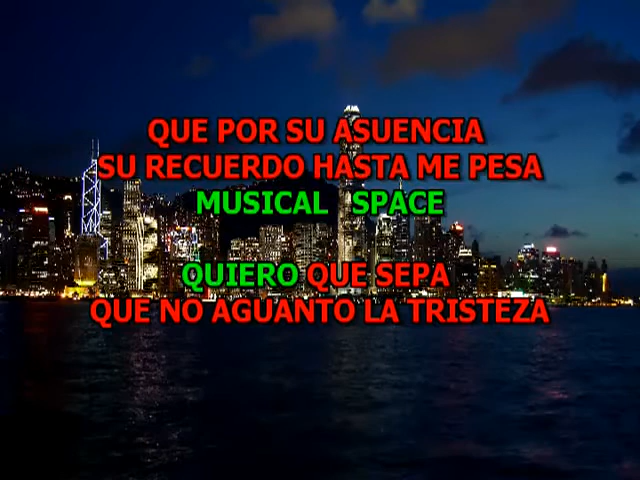 QUE POR SU ASUENCIA
SU RECUERDO HASTA ME PESA
MUSICAL SPACE
QUIERO QUE SEPA
QUE NO AGUANTO LA TRISTEZA